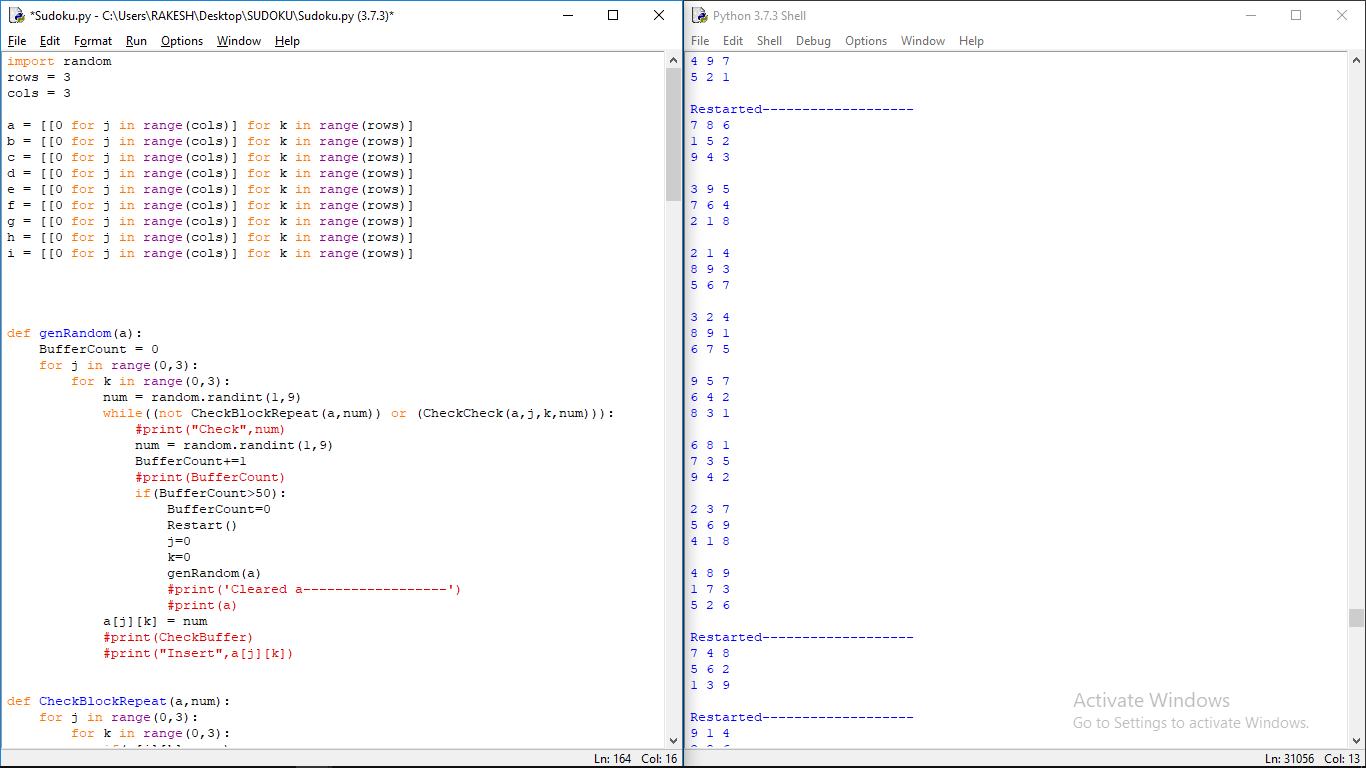 *Sudoku.py - C:\Users\RAKESH\Desktop\SUDOKU\Sudoku.py (3.7.3)*
File Edit Format Run Options Window Help
import random
rows = 3
cols = 3
a = [[0 for j in range(cols)] for k in range(rows)]
b = [[0 for j in range(cols)] for k in range(rows)]
c = [[0 for j in range(cols)] for k in range(rows)]
d = [[0 for j in range(cols)] for k in range(rows)]
e = [[0 for j in range(cols)] for k in range(rows)]
f = [[0 for j in range(cols)] for k in range(rows)]
g = [[0 for j in range(cols)] for k in range(rows)]
h = [[0 for j in range(cols)] for k in range(rows)]
i = [[0 for j in range(cols)] for k in range(rows)]
def genRandom(a):
    BufferCount = 0
    for j in range(0,3):
        for k in range(0,3):
            num = random.randint(1,9)
            while((not CheckBlockRepeat(a,num)) or (CheckCheck(a,j,k,num))):
                #print("Check",num)
                num = random.randint(1,9)
                BufferCount+=1
                #print(BufferCount)
                if(BufferCount>50):
                    BufferCount=0
                    Restart()
                    j=0
                    k=0
                    genRandom(a)
                    #print('Cleared a------------------')
                    #print(a)
            a[j][k] = num
            #print(CheckBuffer)
            #print("Insert",a[j][k])
def CheckBlockRepeat(a,num):
    for j in range(0,3):
        for k in range(0,3):
Ln: 164 Col: 16
Python 3.7.3 Shell
File Edit Shell Debug Options Window Help
4 9 7
5 2 1
Restarted-------------------
7 8 6
1 5 2
9 4 3
3 9 5
7 6 4
2 1 8
2 1 4
8 9 3
5 6 7
3 2 4
8 9 1
6 7 5
9 5 7
6 4 2
8 3 1
6 8 1
7 3 5
9 4 2
2 3 7
5 6 9
4 1 8
4 8 9
1 7 3
5 2 6
Restarted-------------------
7 4 8
5 6 2
1 3 9
Restarted-------------------
9 1 4
Activate Windows
Go to Settings to activate Windows.
Ln: 31056 Col: 13